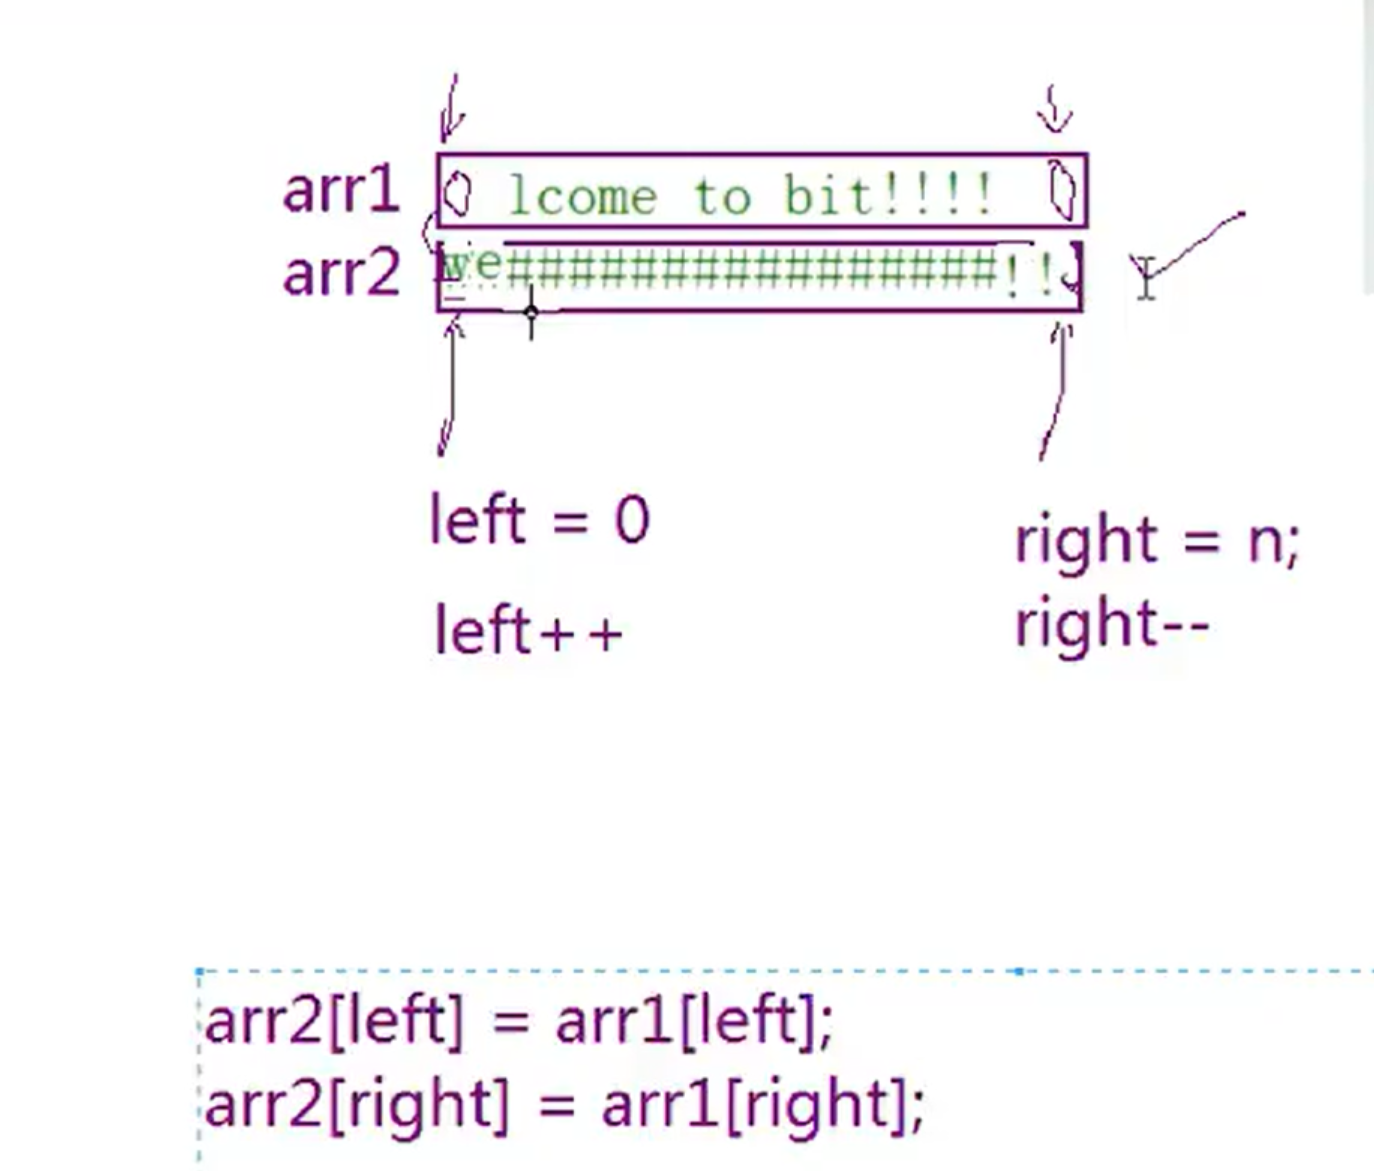 arr1 lcome to bit!!!!
arr2 we################!!
left = 0
left++
right = n;
right--
arr2[left] = arr1[left];
arr2[right] = arr1[right];